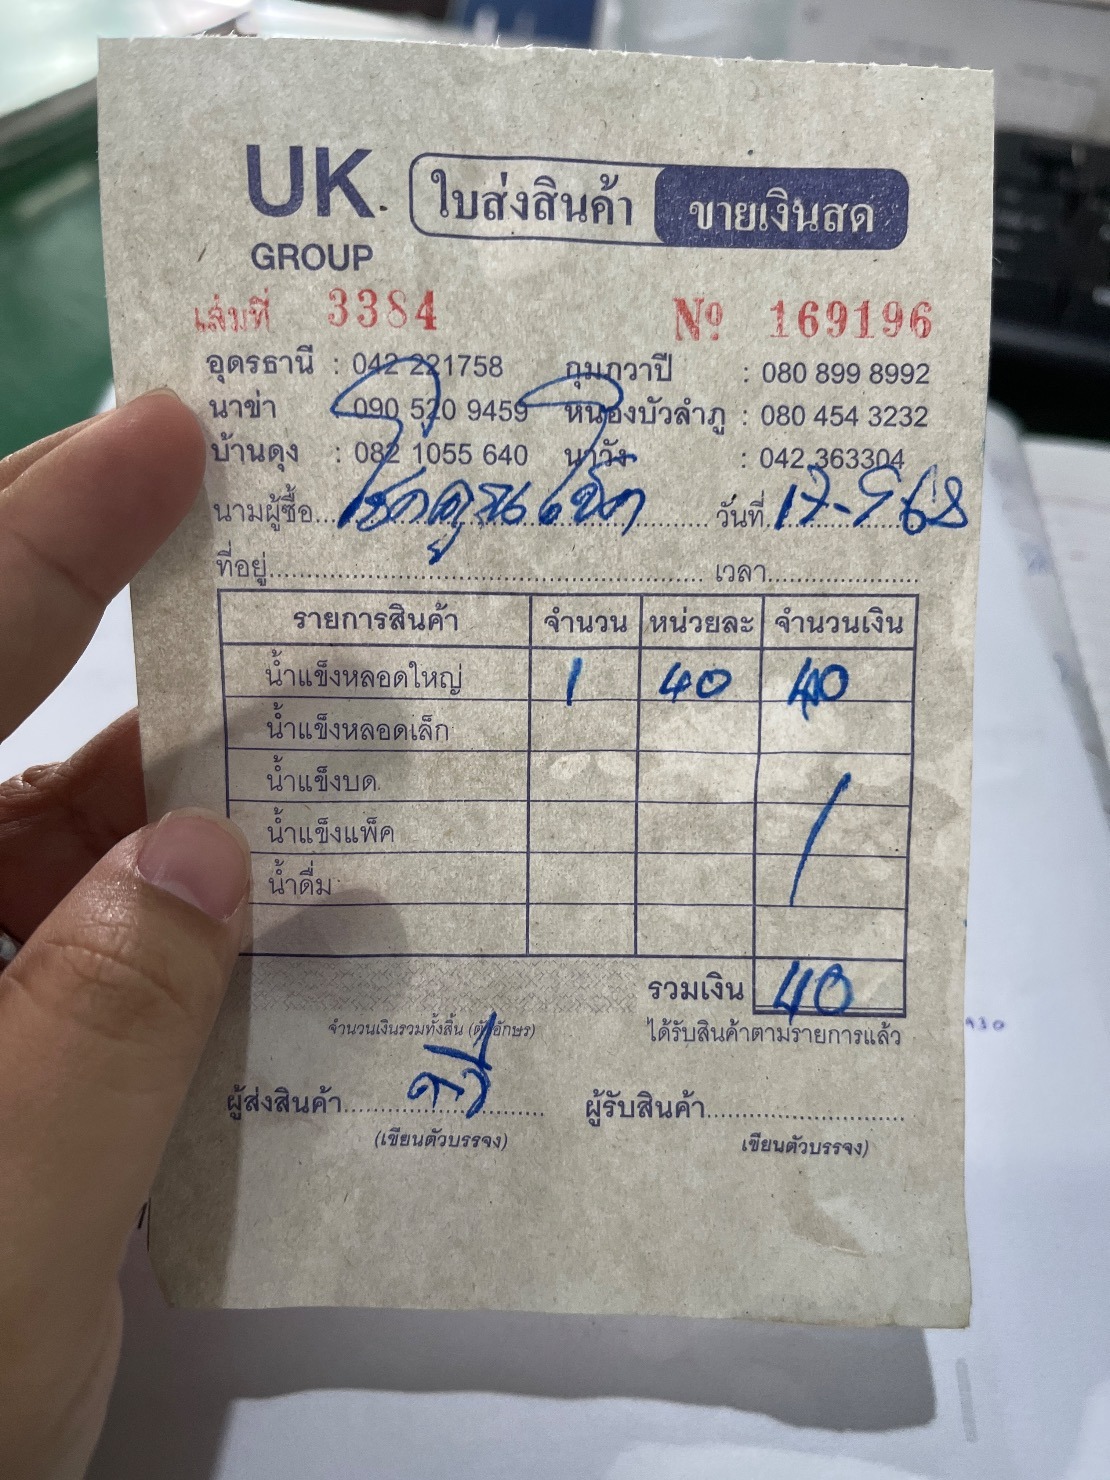 UK. ใบส่งสินค้า ขายเงินสด
GROUP
เล่มที่ 3384 Nº 169196
อุดรธานี : 042 221758 กุมภวาปี : 080 899 8992
นาข่า 090 520 9459 หนองบัวลำภู : 080 454 3232
บ้านดุง : 082 1055 640 นาวัง : 042 363304
นามผู้ซื้อ วันที่
ที่อยู่ เวลา
รายการสินค้า จำนวน หน่วยละ จำนวนเงิน
น้ำแข็งหลอดใหญ่ 1 40 40
น้ำแข็งหลอดเล็ก
น้ำแข็งบด
น้ำแข็งแพ็ค
น้ำดื่ม
รวมเงิน 40
จำนวนเงินรวมทั้งสิ้น (ตัวอักษร) ได้รับสินค้าตามรายการแล้ว
ผู้ส่งสินค้า ผู้รับสินค้า
(เขียนตัวบรรจง) เขียนตัวบรรจง)